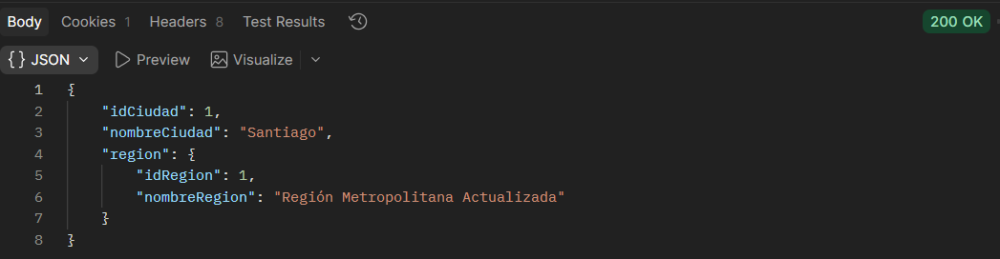 Body Cookies 1 Headers 8 Test Results 200 OK
{} JSON Preview Visualize
1 {
2 "idCiudad": 1,
3 "nombreCiudad": "Santiago",
4 "region": {
5 "idRegion": 1,
6 "nombreRegion": "Región Metropolitana Actualizada"
7 }
8 }